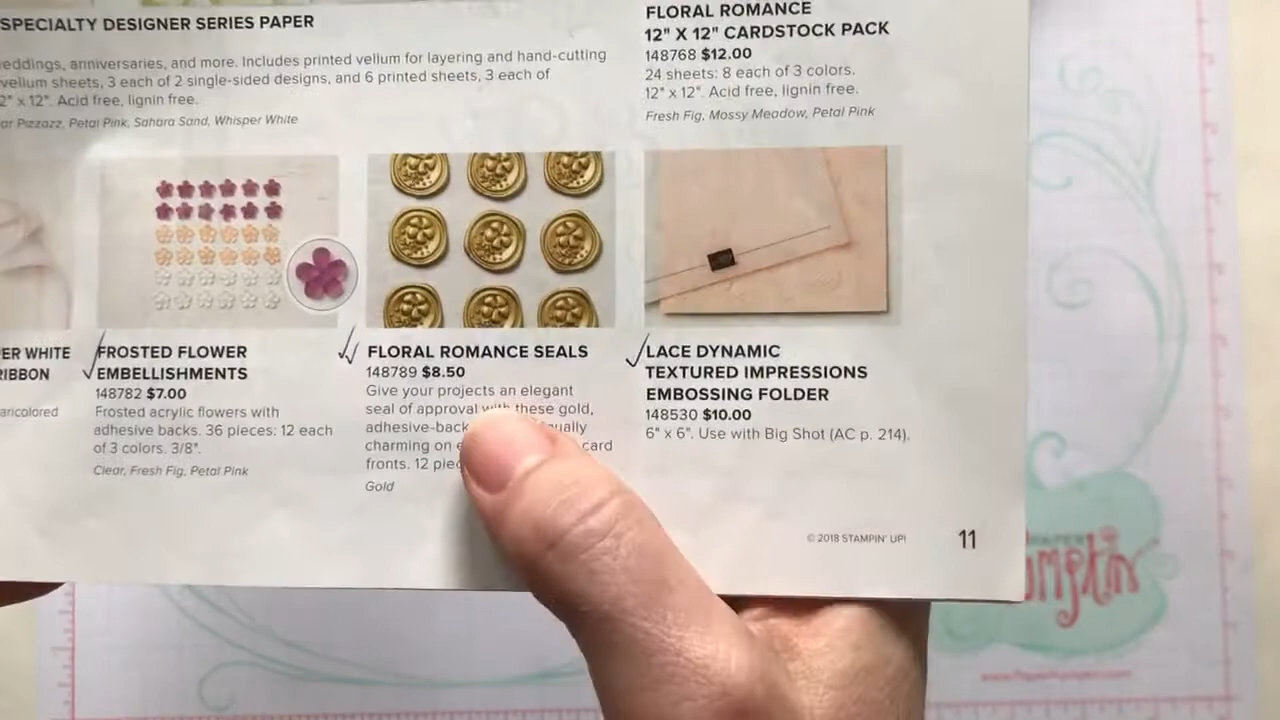 SPECIALTY DESIGNER SERIES PAPER
eddings, anniversaries, and more. Includes printed vellum for layering and hand-cutting
vellum sheets, 3 each of 2 single-sided designs, and 6 printed sheets, 3 each of
2" x 12". Acid free, lignin free.
ar Pizzazz, Petal Pink, Sahara Sand, Whisper White
FLORAL ROMANCE
12" X 12" CARDSTOCK PACK
148768 $12.00
24 sheets: 8 each of 3 colors.
12" x 12". Acid free, lignin free.
Fresh Fig, Mossy Meadow, Petal Pink
ER WHITE
RIBBON
aricolored
FROSTED FLOWER
EMBELLISHMENTS
148782 $7.00
Frosted acrylic flowers with
adhesive backs. 36 pieces: 12 each
of 3 colors. 3/8".
Clear, Fresh Fig, Petal Pink
FLORAL ROMANCE SEALS
148789 $8.50
Give your projects an elegant
seal of approval with these gold,
adhesive-back ually
charming on e card
fronts. 12 piec
Gold
LACE DYNAMIC
TEXTURED IMPRESSIONS
EMBOSSING FOLDER
148530 $10.00
6" x 6". Use with Big Shot (AC p. 214).
© 2018 STAMPIN' UP!
11
umpkin